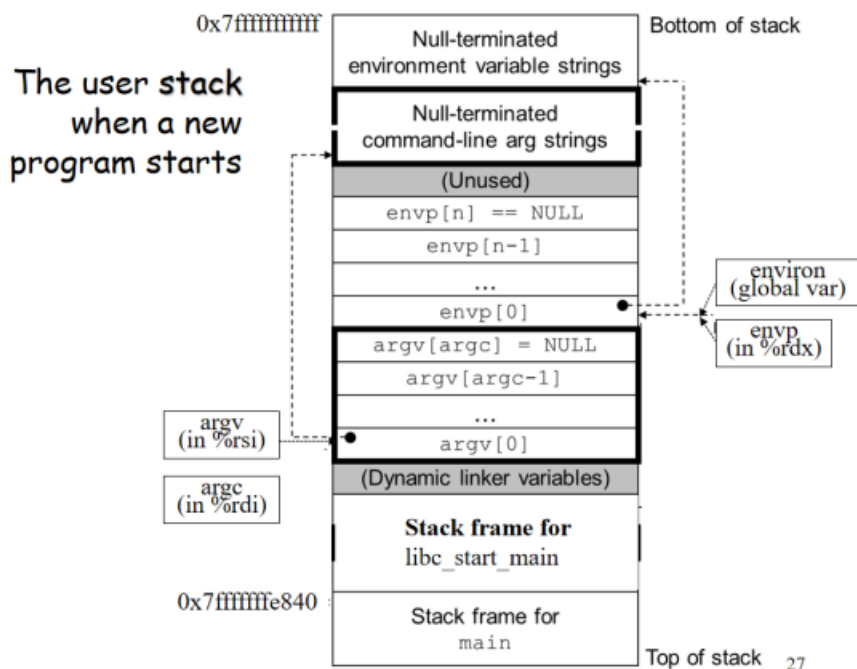 0x7fffffffffff
Bottom of stack
Null-terminated
environment variable strings
The user stack
when a new
program starts
Null-terminated
command-line arg strings
(Unused)
envp[n] == NULL
envp[n-1]
...
envp[0]
environ
(global var)
envp
(in %rdx)
argv[argc] = NULL
argv[argc-1]
...
argv[0]
argv
(in %rsi)
argc
(in %rdi)
(Dynamic linker variables)
Stack frame for
libc_start_main
0x7fffffffe840
Stack frame for
main
Top of stack
27